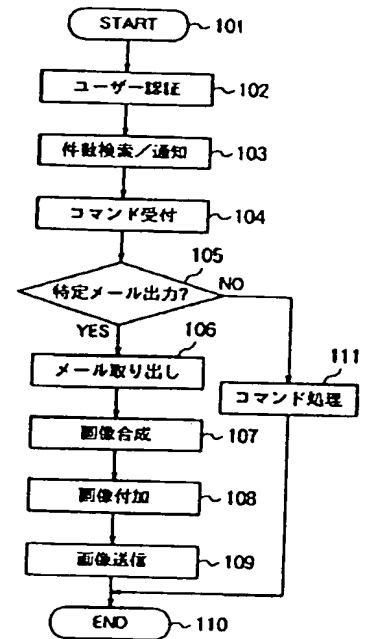 START 101
ユーザー認証 102
件数検索／通知 103
コマンド受付 104
105
特定メール出力? NO
YES 106 111
メール取り出し コマンド処理
画像合成 107
画像付加 108
画像送信 109
END 110